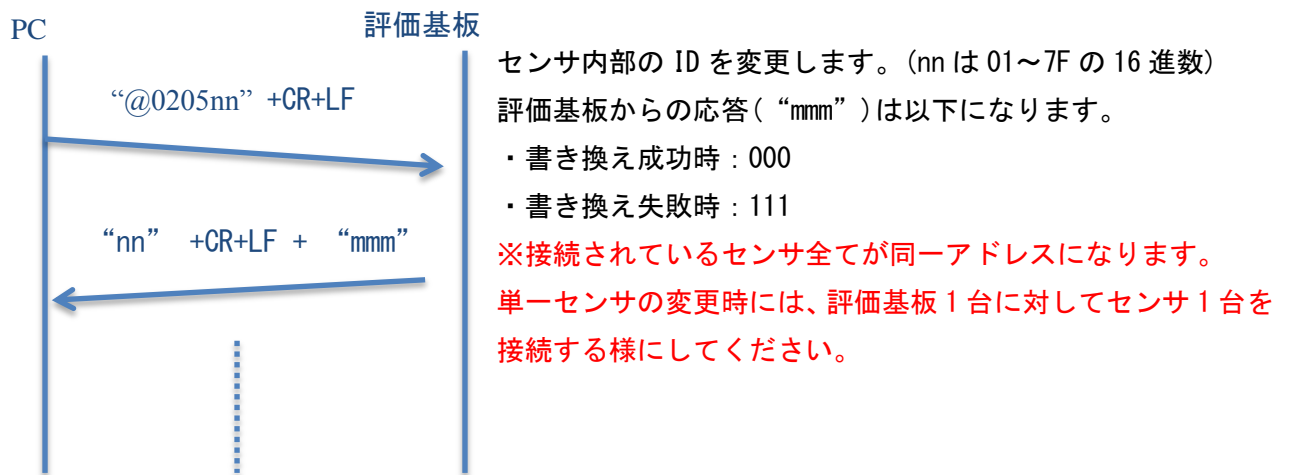 PC
評価基板
“@0205nn” +CR+LF
“nn” +CR+LF + “mmm”
センサ内部の ID を変更します。(nn は 01～7F の 16 進数)
評価基板からの応答(“mmm”)は以下になります。
・書き換え成功時：000
・書き換え失敗時：111
※接続されているセンサ全てが同一アドレスになります。
単一センサの変更時には、評価基板 1 台に対してセンサ 1 台を
接続する様にしてください。